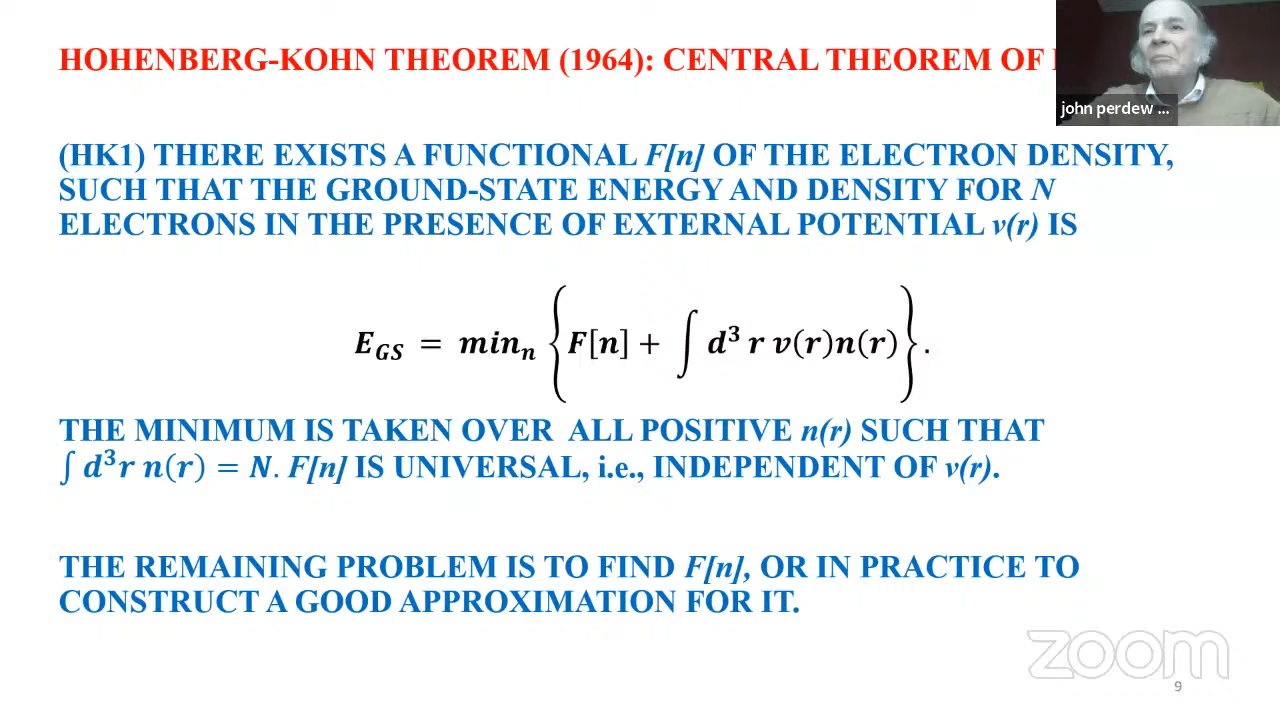 HOHENBERG-KOHN THEOREM (1964): CENTRAL THEOREM OF
john perdew ...
(HK1) THERE EXISTS A FUNCTIONAL F[n] OF THE ELECTRON DENSITY,
SUCH THAT THE GROUND-STATE ENERGY AND DENSITY FOR N
ELECTRONS IN THE PRESENCE OF EXTERNAL POTENTIAL v(r) IS
E_GS = min_n { F[n] + ∫ d³ r v(r)n(r) } .
THE MINIMUM IS TAKEN OVER ALL POSITIVE n(r) SUCH THAT
∫ d³r n(r) = N. F[n] IS UNIVERSAL, i.e., INDEPENDENT OF v(r).
THE REMAINING PROBLEM IS TO FIND F[n], OR IN PRACTICE TO
CONSTRUCT A GOOD APPROXIMATION FOR IT.
zoom
9